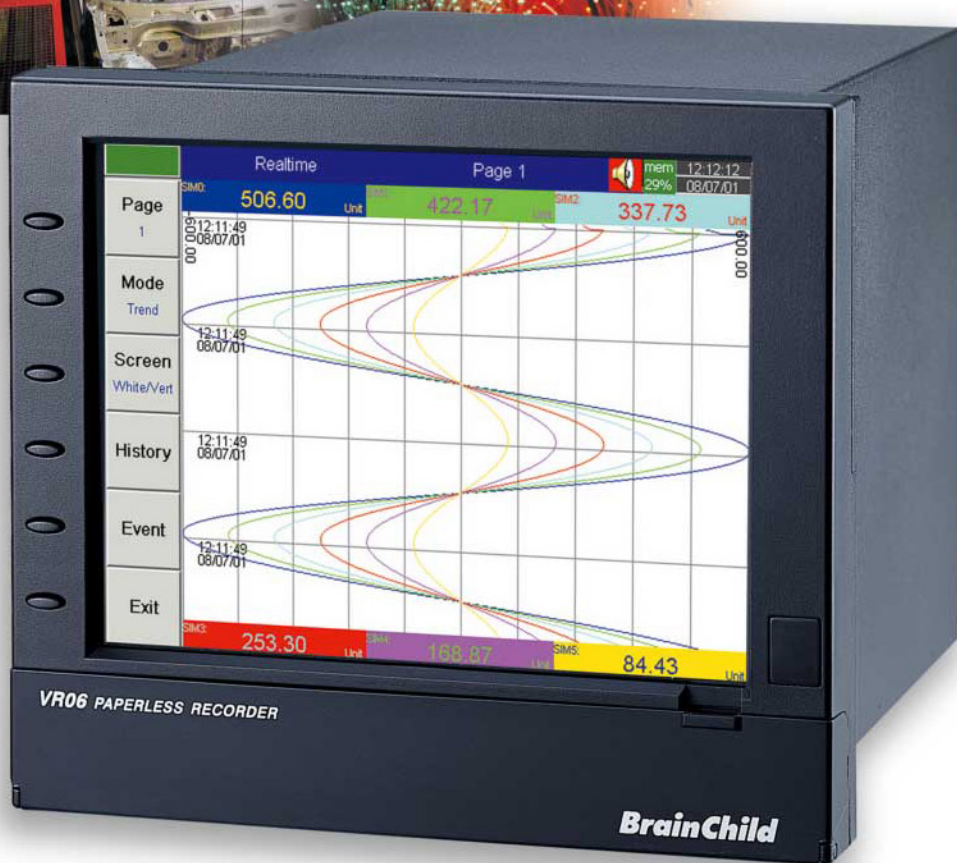 Realtime Page 1 mem 12:12:12
29% 08/07/01
SIM0: 506.60 Unit 422.17 Unit SIM2: 337.73 Unit
Page
1
600.00
12:11:49
08/07/01
600.00
Mode
Trend
12:11:49
08/07/01
Screen
White/Vert
History
12:11:49
08/07/01
Event
12:11:49
08/07/01
Exit
SIM3: 253.30 Unit SIM4: 168.87 Unit SIM5: 84.43 Unit
VR06 PAPERLESS RECORDER
BrainChild